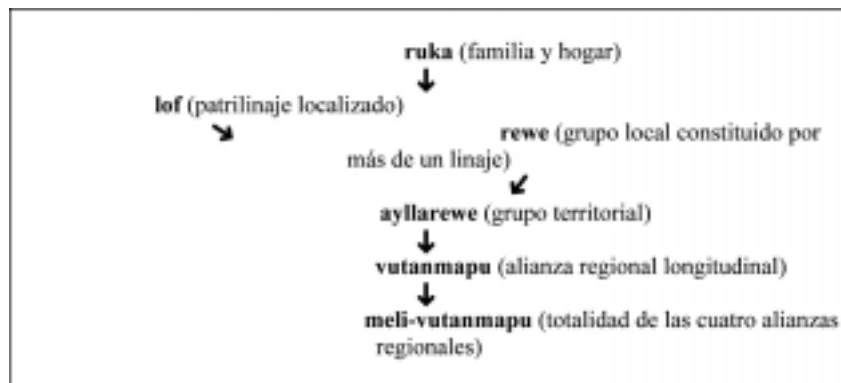 ruka (familia y hogar)
lof (patrilinaje localizado)
rewe (grupo local constituido por
más de un linaje)
ayllarewe (grupo territorial)
vutanmapu (alianza regional longitudinal)
meli-vutanmapu (totalidad de las cuatro alianzas
regionales)